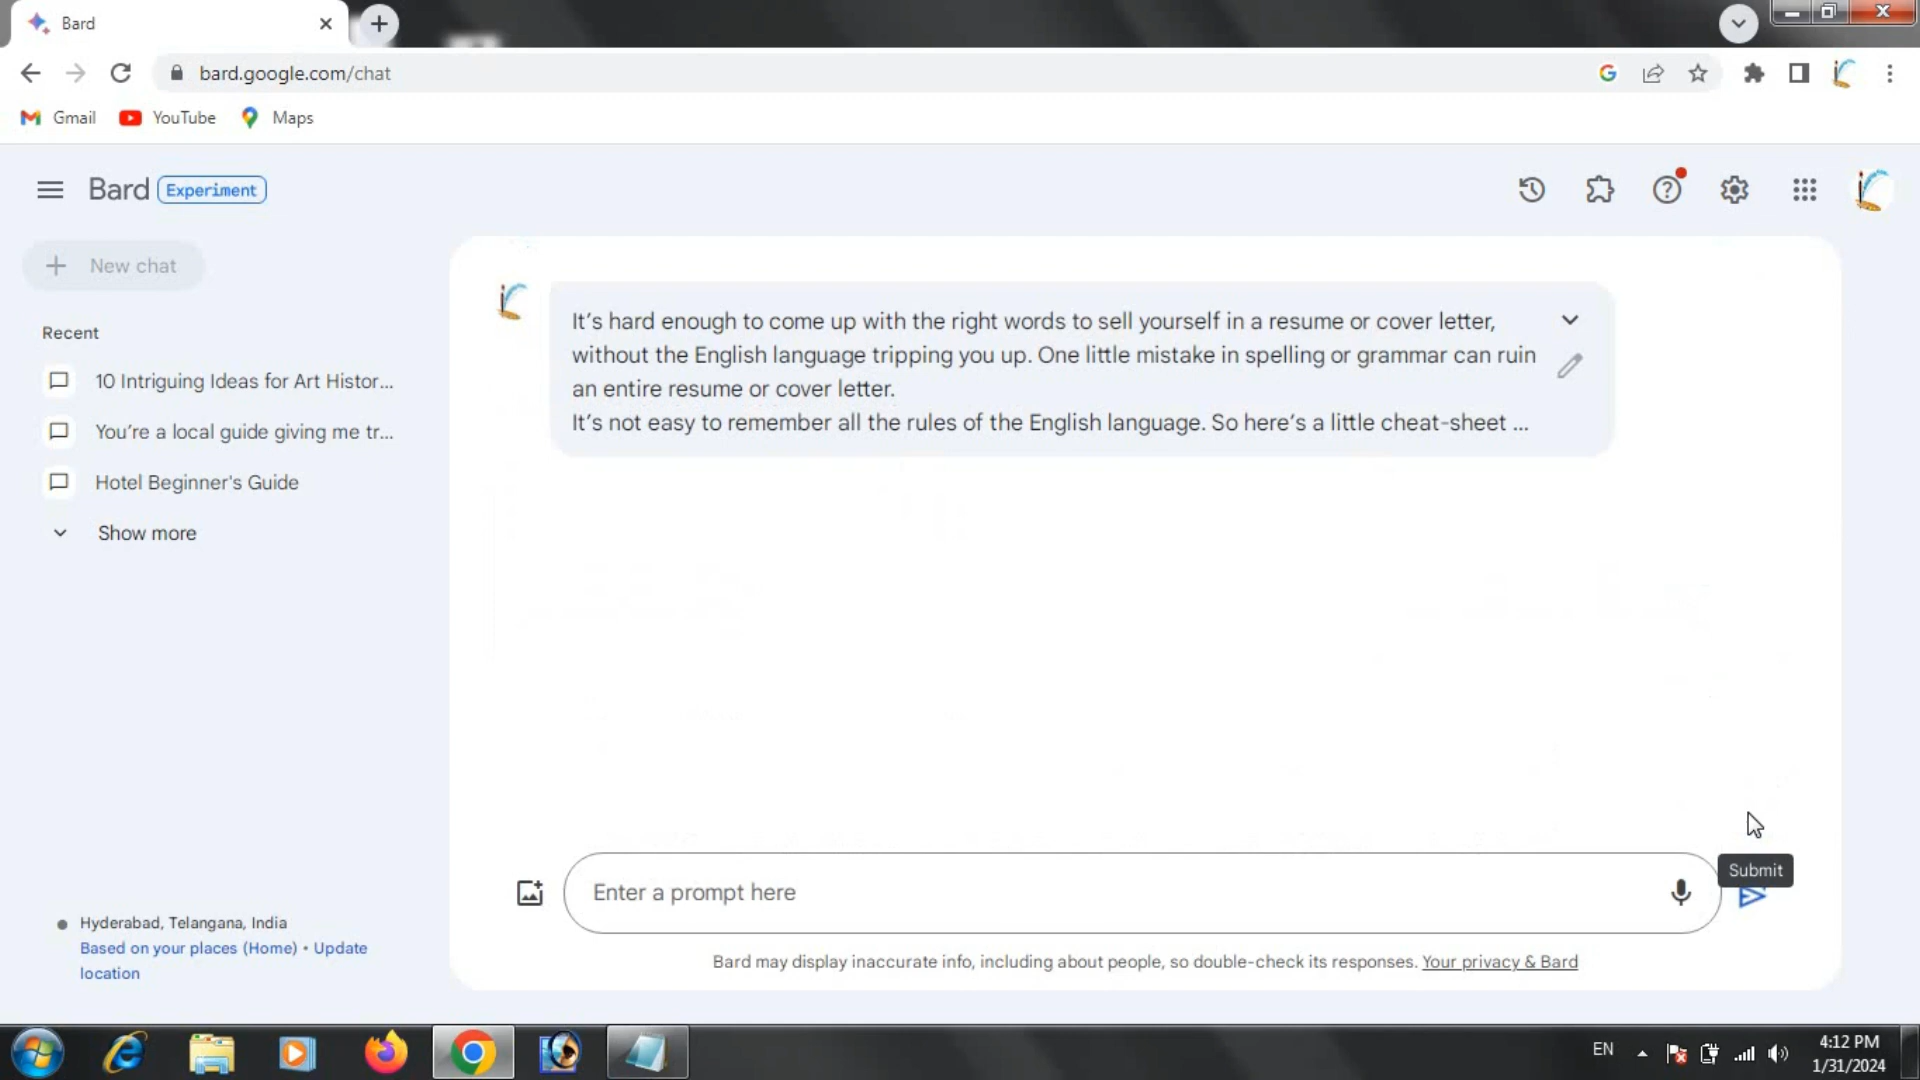 Bard
bard.google.com/chat
Gmail
YouTube
Maps
Bard
Experiment
New chat
Recent
10 Intriguing Ideas for Art Histor...
You're a local guide giving me tr...
Hotel Beginner's Guide
Show more
It's hard enough to come up with the right words to sell yourself in a resume or cover letter,
without the English language tripping you up. One little mistake in spelling or grammar can ruin
an entire resume or cover letter.
It's not easy to remember all the rules of the English language. So here's a little cheat-sheet ...
Submit
Enter a prompt here
Hyderabad, Telangana, India
Based on your places (Home) • Update
location
Bard may display inaccurate info, including about people, so double-check its responses. Your privacy & Bard
EN
4:12 PM
1/31/2024